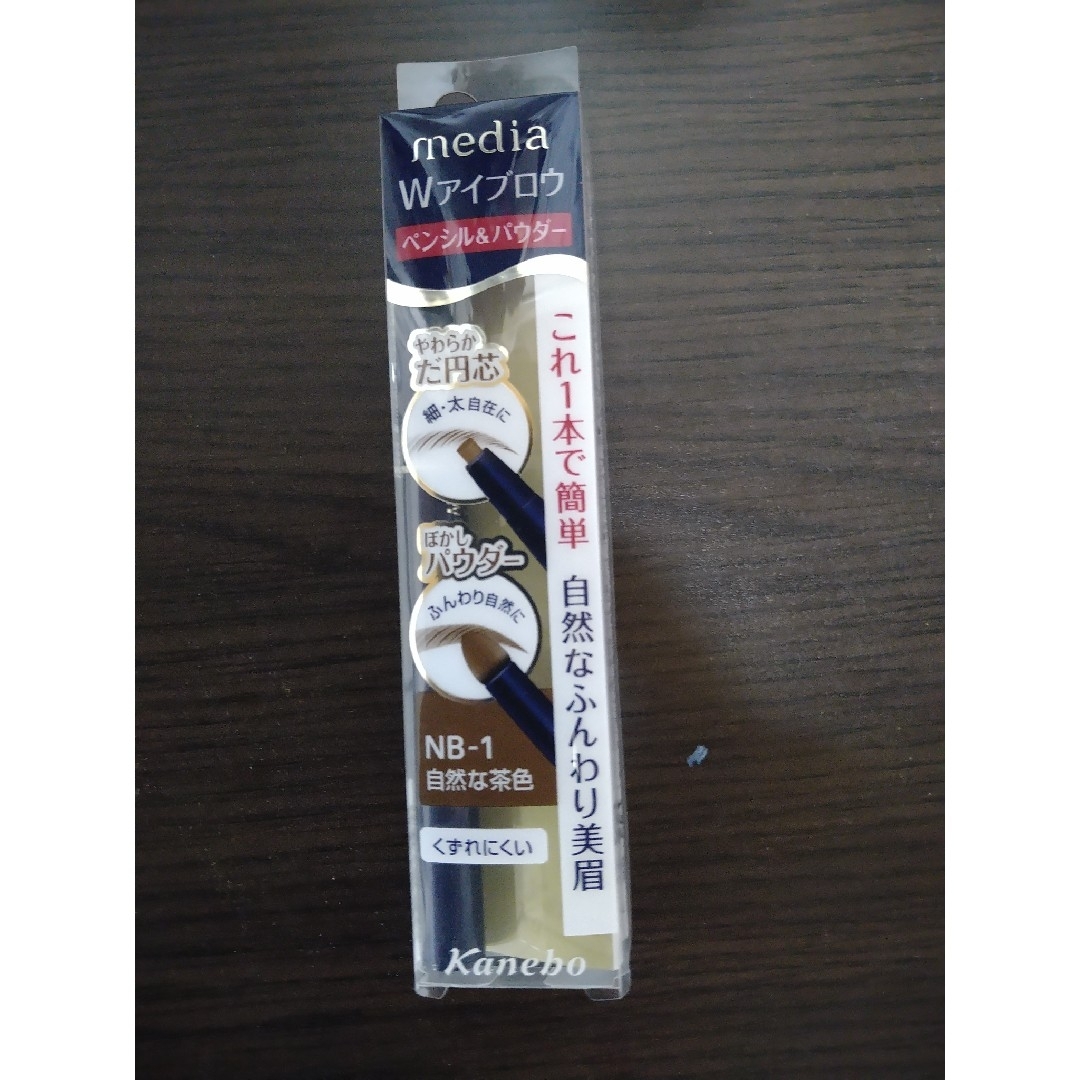 media
Wアイブロウ
ペンシル&パウダー
やわらか
だ円芯
細・太自在に
ぼかし
パウダー
ふんわり自然に
NB-1
自然な茶色
くずれにくい
これ1本で簡単 自然なふんわり美眉
Kanebo